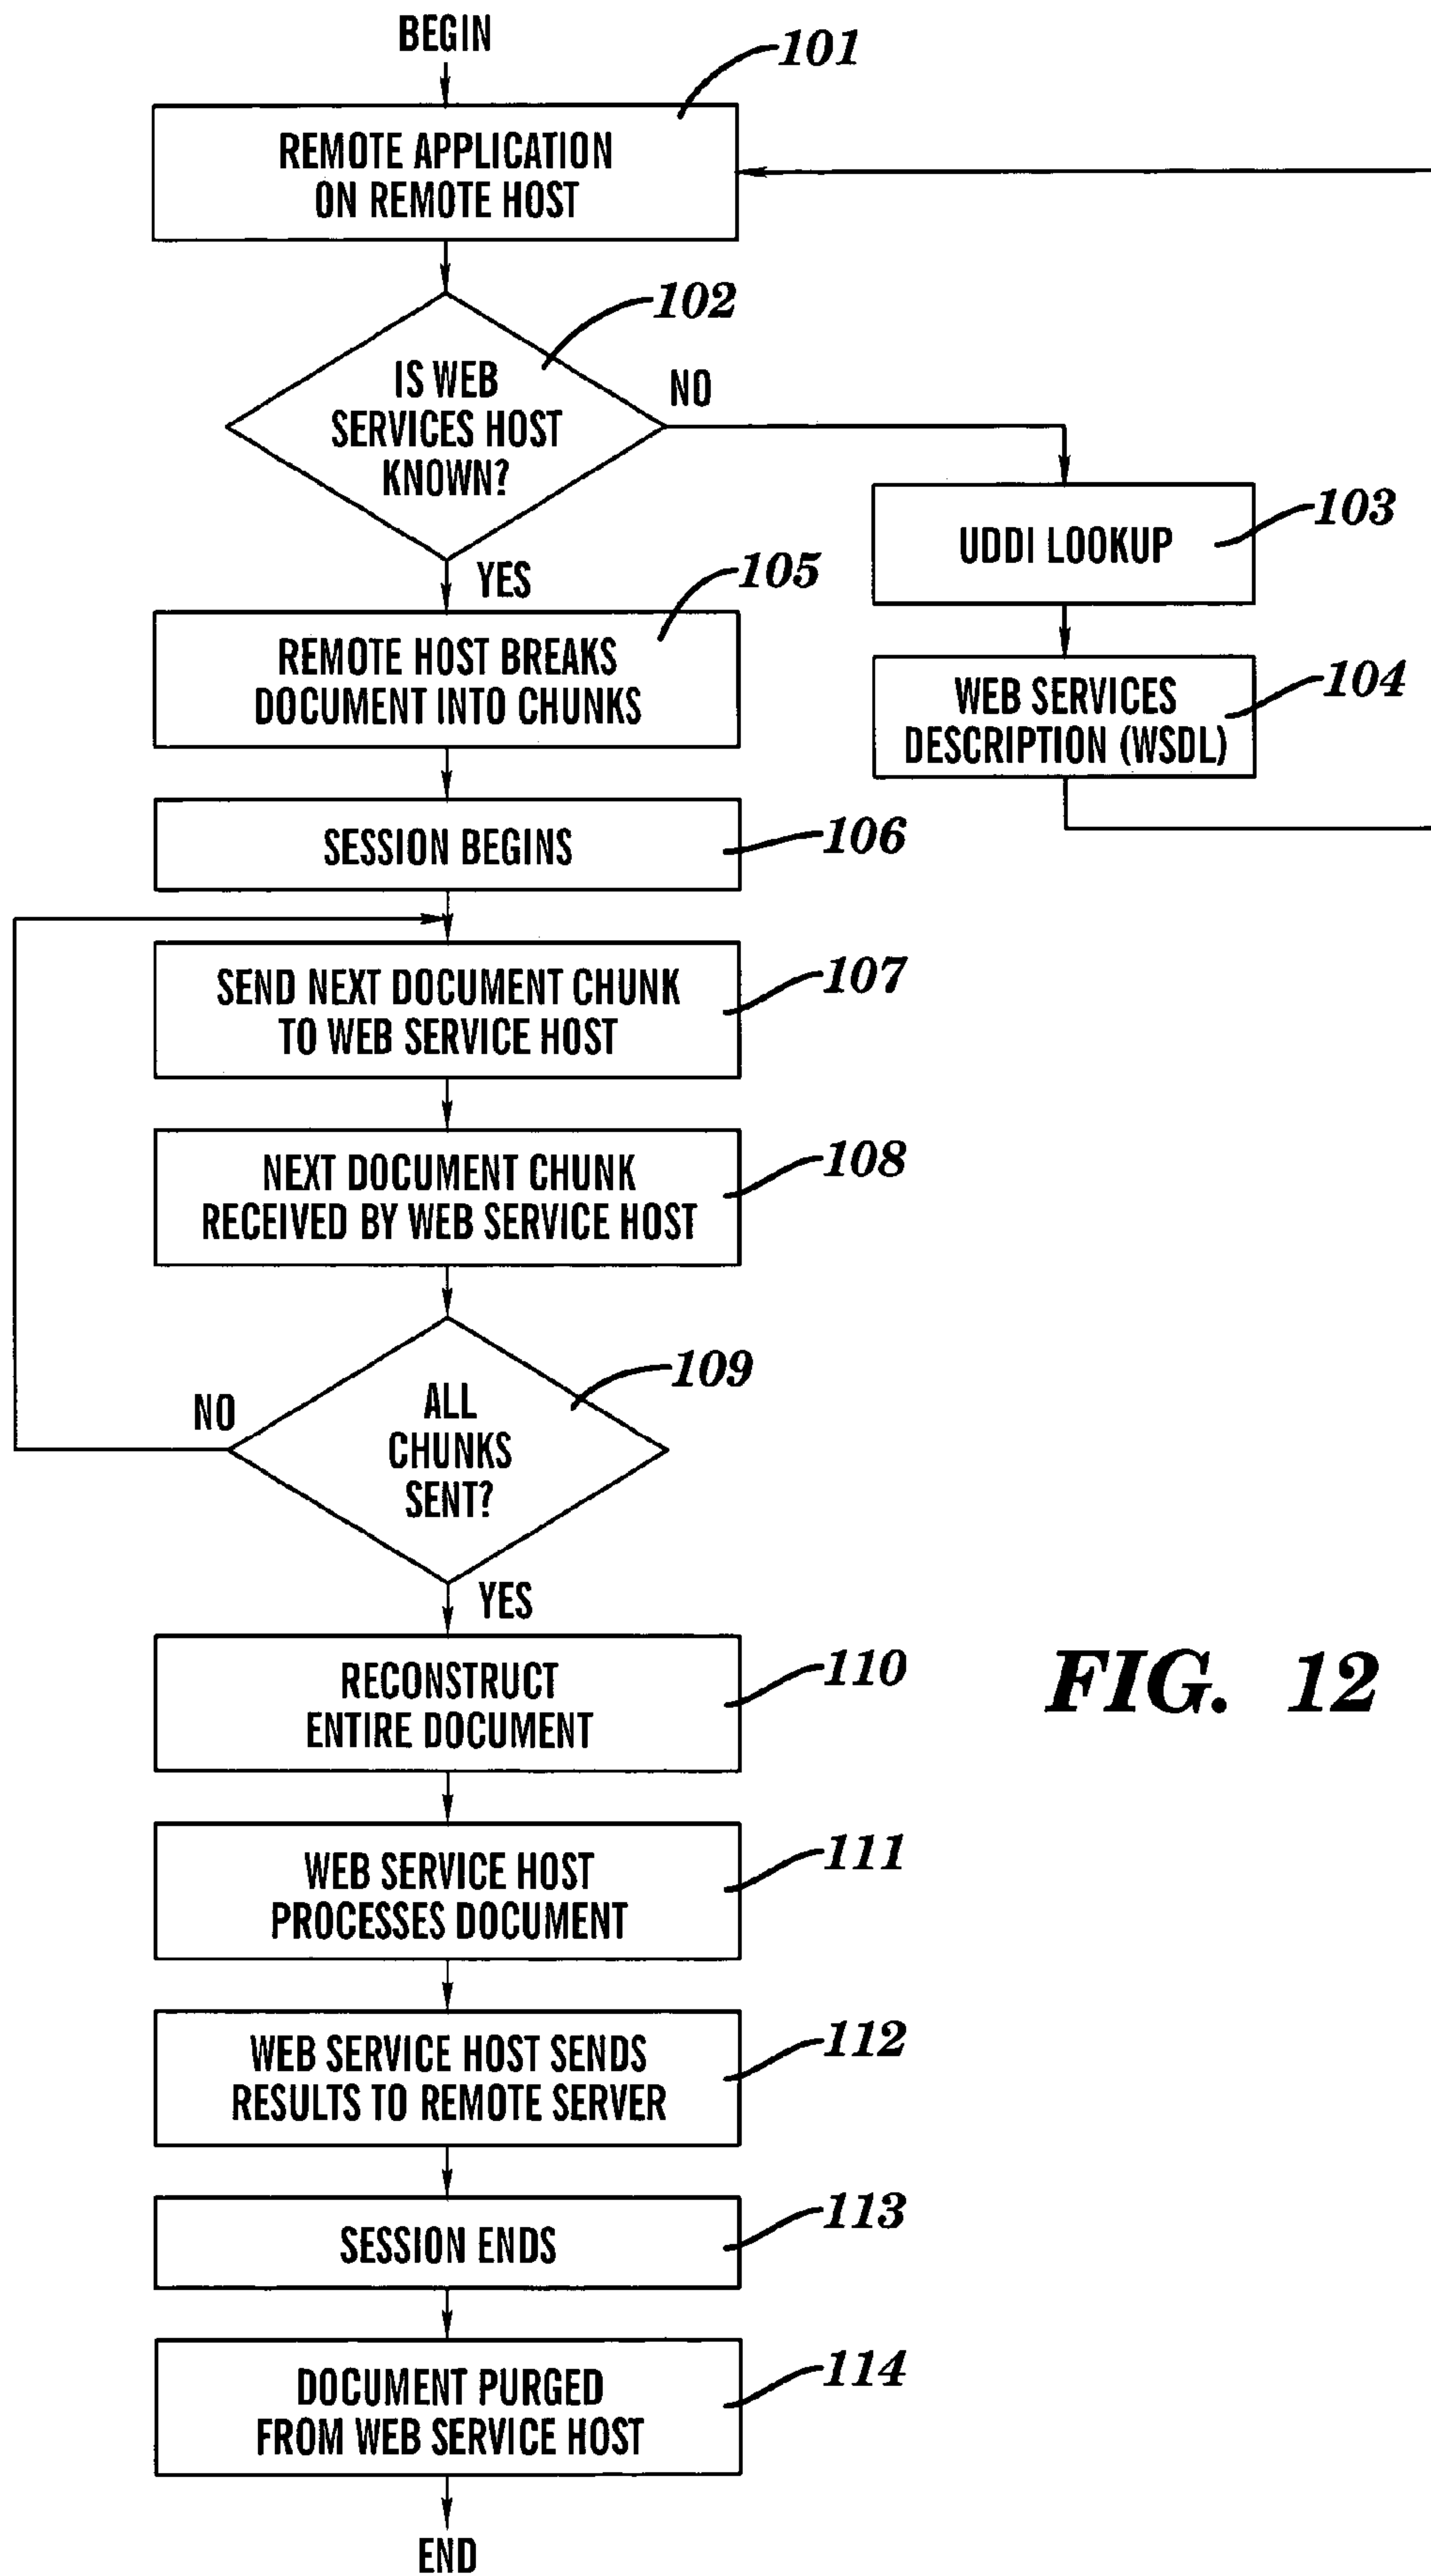 BEGIN
101
REMOTE APPLICATION
ON REMOTE HOST
102
IS WEB
SERVICES HOST
KNOWN?
NO
103
UDDI LOOKUP
YES
105
REMOTE HOST BREAKS
DOCUMENT INTO CHUNKS
104
WEB SERVICES
DESCRIPTION (WSDL)
SESSION BEGINS
106
SEND NEXT DOCUMENT CHUNK
TO WEB SERVICE HOST
107
NEXT DOCUMENT CHUNK
RECEIVED BY WEB SERVICE HOST
108
109
ALL
CHUNKS
SENT?
NO
YES
RECONSTRUCT
ENTIRE DOCUMENT
110
FIG. 12
WEB SERVICE HOST
PROCESSES DOCUMENT
111
WEB SERVICE HOST SENDS
RESULTS TO REMOTE SERVER
112
SESSION ENDS
113
DOCUMENT PURGED
FROM WEB SERVICE HOST
114
END